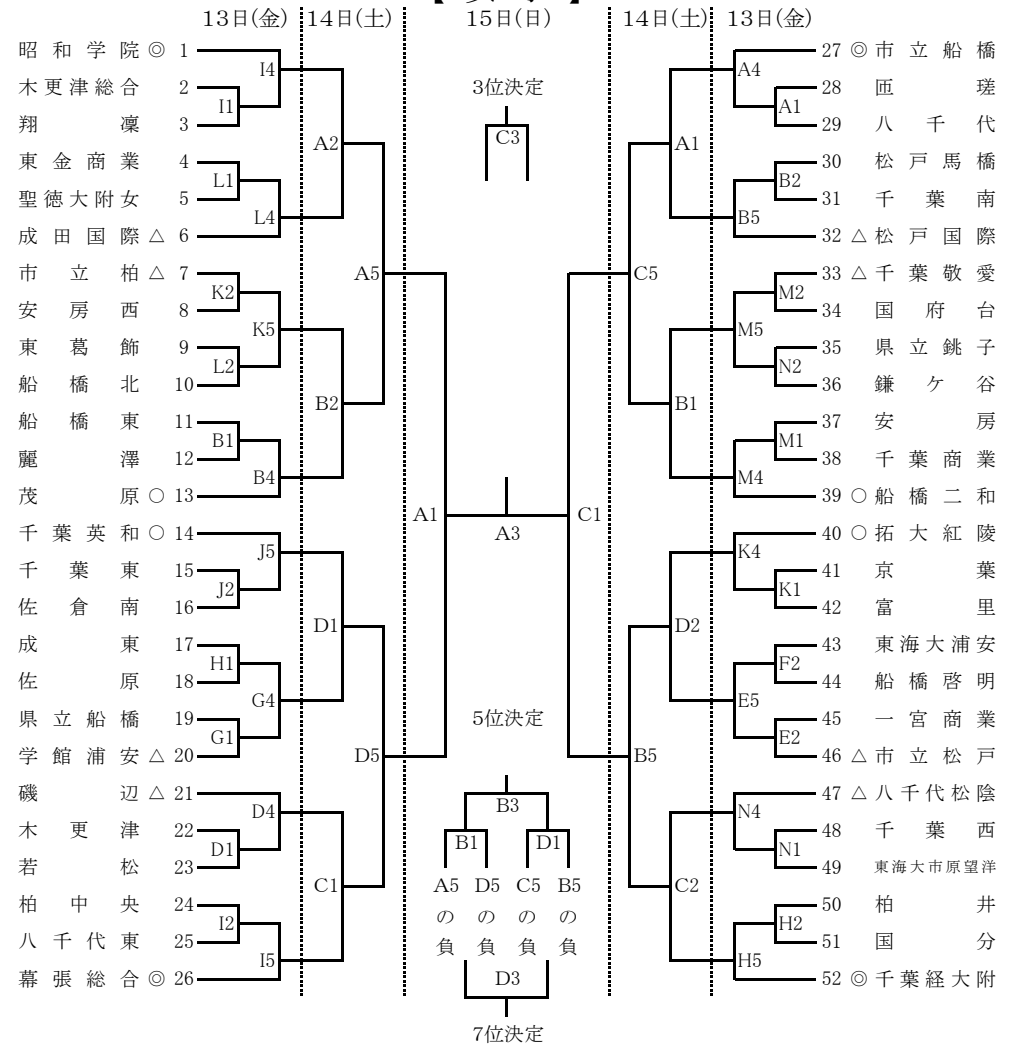 13日(金) 14日(土) 15日(日) 14日(土) 13日(金)
昭和学院 ◎ 1
木更津総合 2
翔凜 3
東金商業 4
聖徳大附女 5
成田国際 △ 6
市立柏 △ 7
安房西 8
東葛飾 9
船橋北 10
船橋東 11
麗澤 12
茂原 ○ 13
千葉英和 ○ 14
千葉東 15
佐倉南 16
成東 17
佐原 18
県立船橋 19
学館浦安 △ 20
磯辺 △ 21
木更津 22
若松 23
柏中央 24
八千代東 25
幕張総合 ◎ 26
I4
I1
L1
L4
K2
K5
L2
B1
B4
J5
J2
H1
G4
G1
D4
D1
I2
I5
A2
B2
D1
C1
A5
D5
A1
3位決定
C3
A3
5位決定
B3
B1 D1
A5 D5 C5 B5
の の の の
負 負 負 負
D3
7位決定
C1
C5
B5
A1
B1
D2
C2
A4
A1
B2
B5
M2
M5
N2
M1
M4
K4
K1
F2
E5
E2
N4
N1
H2
H5
27 ◎ 市立船橋
28 匝瑳
29 八千代
30 松戸馬橋
31 千葉南
32 △ 松戸国際
33 △ 千葉敬愛
34 国府台
35 県立銚子
36 鎌ケ谷
37 安房
38 千葉商業
39 ○ 船橋二和
40 ○ 拓大紅陵
41 京葉
42 富里
43 東海大浦安
44 船橋啓明
45 一宮商業
46 △ 市立松戸
47 △ 八千代松陰
48 千葉西
49 東海大市原望洋
50 柏井
51 国分
52 ◎ 千葉経大附